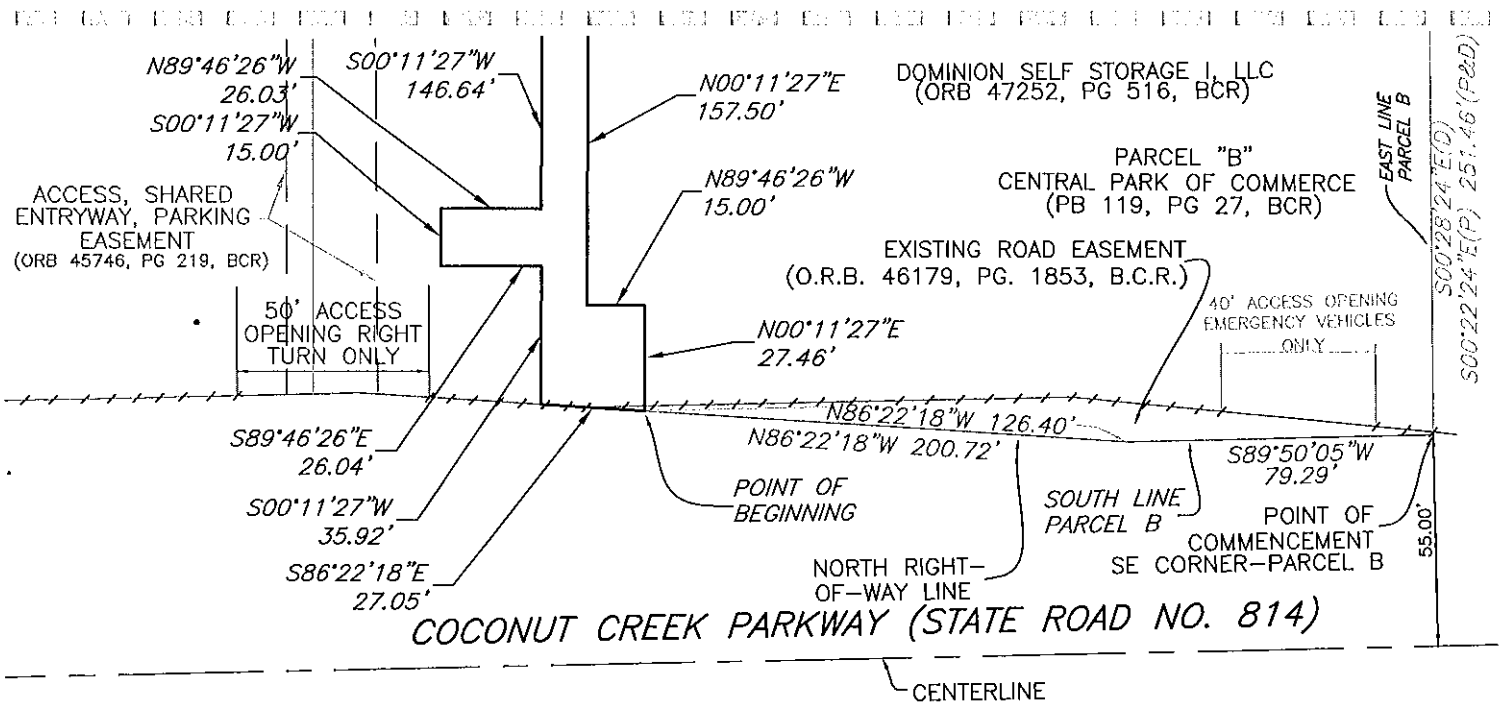 N89°46'26"W
26.03'
S00°11'27"W
15.00'
S00°11'27"W
146.64'
N00°11'27"E
157.50'
DOMINION SELF STORAGE I, LLC
(ORB 47252, PG 516, BCR)
PARCEL "B"
CENTRAL PARK OF COMMERCE
(PB 119, PG 27, BCR)
EAST LINE
PARCEL B
S00°28'24"E(D)
S00°22'24"E(P) 251.46'(P&D)
ACCESS, SHARED
ENTRYWAY, PARKING
EASEMENT
(ORB 45746, PG 219, BCR)
N89°46'26"W
15.00'
EXISTING ROAD EASEMENT
(O.R.B. 46179, PG. 1853, B.C.R.)
50' ACCESS
OPENING RIGHT
TURN ONLY
N00°11'27"E
27.46'
40' ACCESS OPENING
EMERGENCY VEHICLES
ONLY
N86°22'18"W 126.40'
N86°22'18"W 200.72'
S89°50'05"W
79.29'
S89°46'26"E
26.04'
S00°11'27"W
35.92'
S86°22'18"E
27.05'
POINT OF
BEGINNING
SOUTH LINE
PARCEL B
POINT OF
COMMENCEMENT
SE CORNER-PARCEL B
55.00'
NORTH RIGHT-
OF-WAY LINE
COCONUT CREEK PARKWAY (STATE ROAD NO. 814)
CENTERLINE